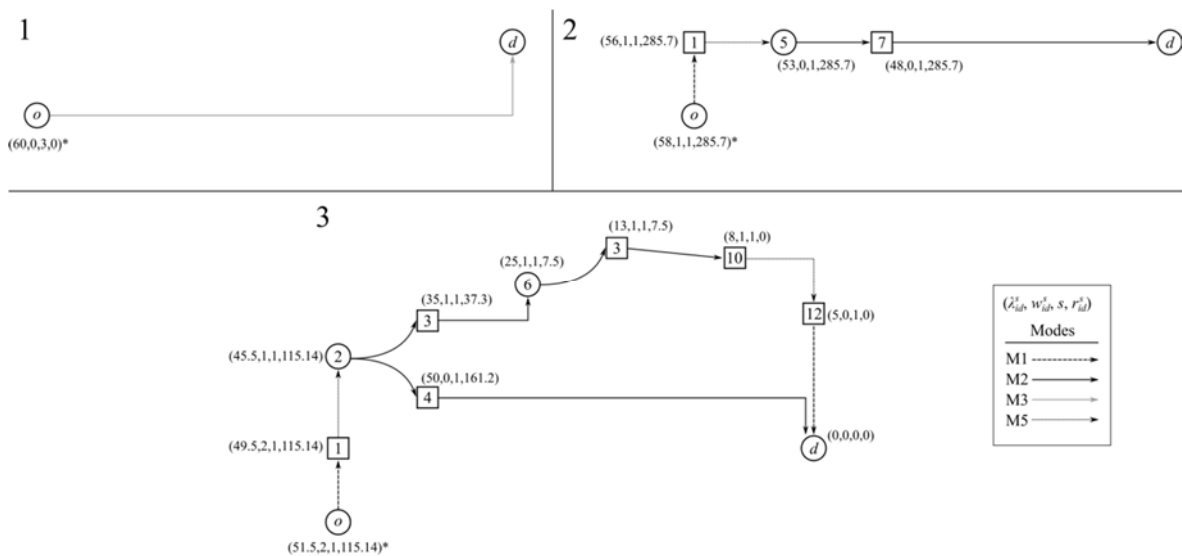 1
d
o
(60,0,3,0)*
2
(56,1,1,285.7)
1
5
7
d
(53,0,1,285.7)
(48,0,1,285.7)
o
(58,1,1,285.7)*
3
(13,1,1,7.5)
3
(8,1,1,0)
10
(25,1,1,7.5)
6
(35,1,1,37.3)
3
12
(5,0,1,0)
(45.5,1,1,115.14)
2
(50,0,1,161.2)
4
(49.5,2,1,115.14)
1
d
(0,0,0,0)
o
(51.5,2,1,115.14)*
(λˢᵢd, wˢᵢd, s, rˢᵢd)
Modes
M1
M2
M3
M5